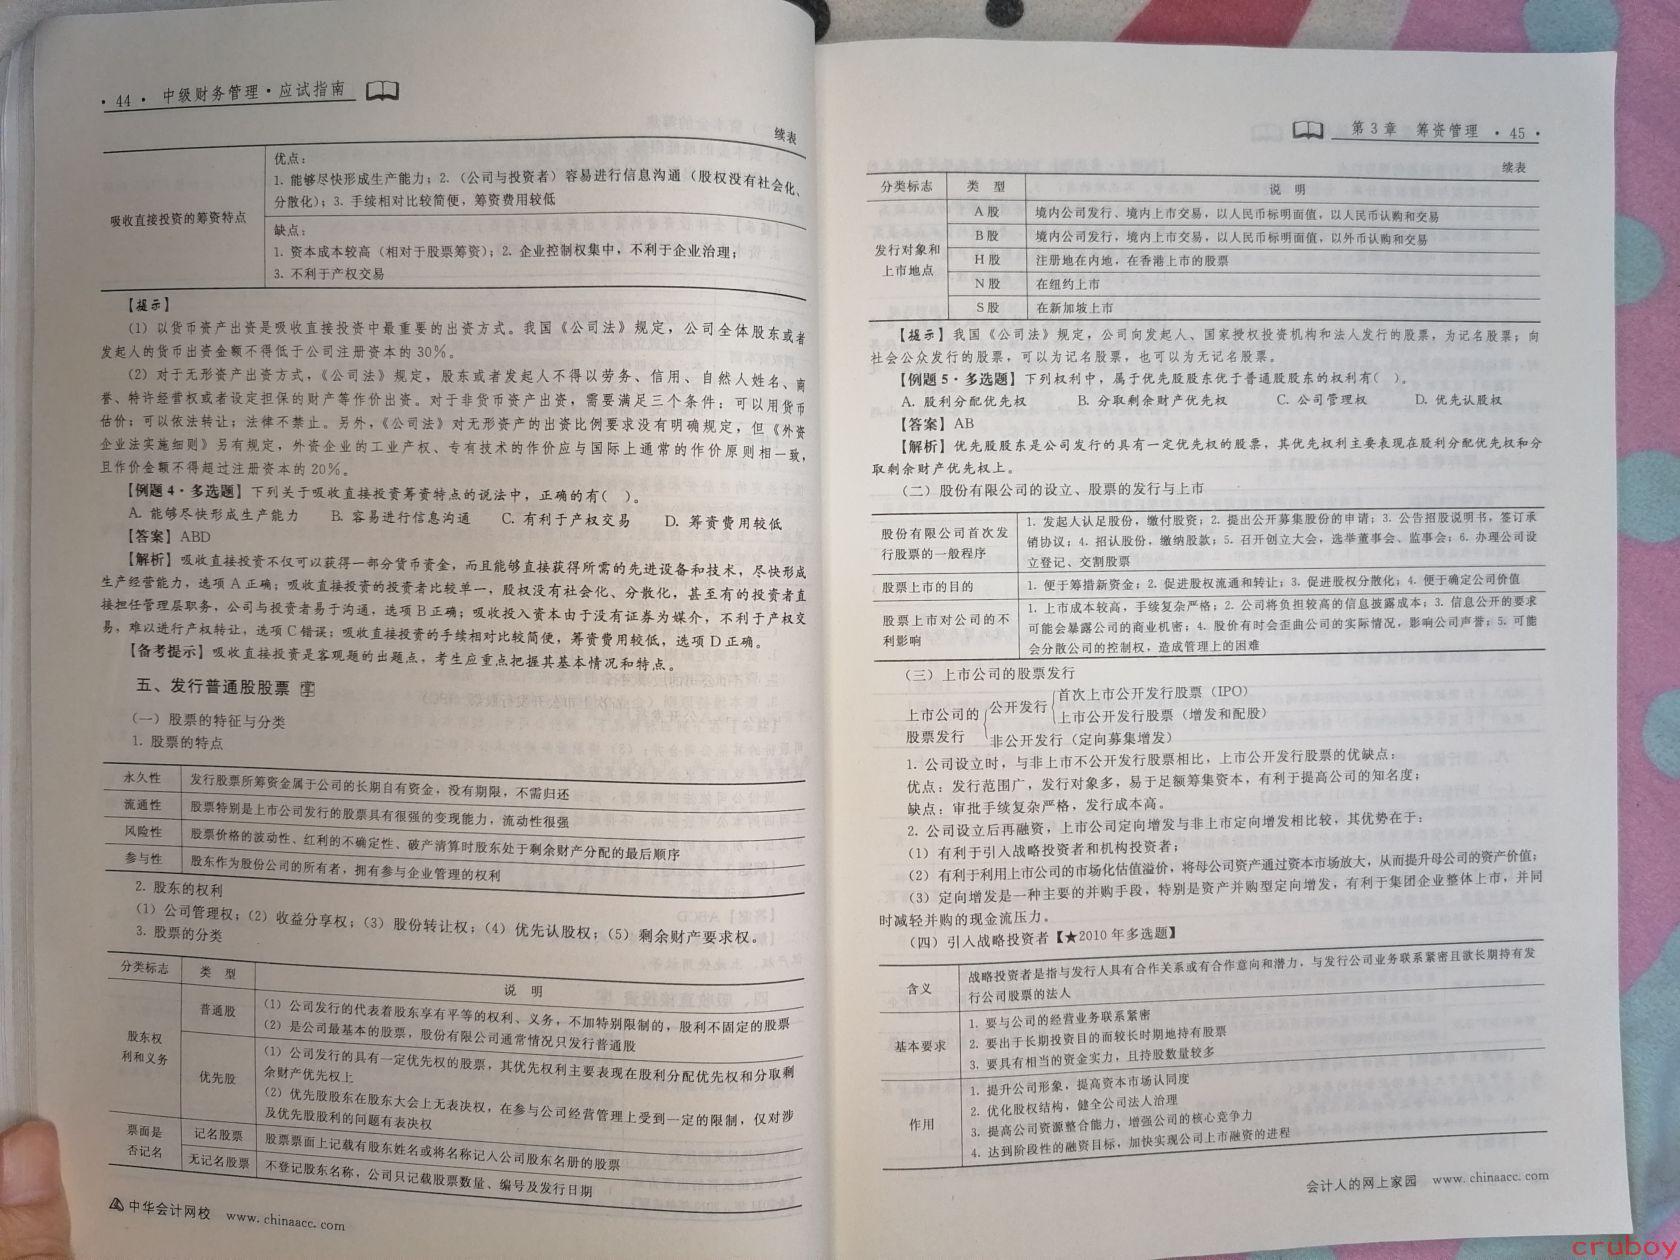 · 44 · 中级财务管理·应试指南
续表
吸收直接投资的筹资特点
优点：
1. 能够尽快形成生产能力；2.（公司与投资者）容易进行信息沟通（股权没有社会化、
分散化）；3. 手续相对比较简便，筹资费用较低
缺点：
1. 资本成本较高（相对于股票筹资）；2. 企业控制权集中，不利于企业治理；
3. 不利于产权交易
【提示】
（1）以货币资产出资是吸收直接投资中最重要的出资方式。我国《公司法》规定，公司全体股东或者
发起人的货币出资金额不得低于公司注册资本的30%。
（2）对于无形资产出资方式，《公司法》规定，股东或者发起人不得以劳务、信用、自然人姓名、商
誉、特许经营权或者设定担保的财产等作价出资。对于非货币资产出资，需要满足三个条件：可以用货币
估价；可以依法转让；法律不禁止。另外，《公司法》对无形资产的出资比例要求没有明确规定，但《外资
企业法实施细则》另有规定，外资企业的工业产权、专有技术的作价应与国际上通常的作价原则相一致，
且作价金额不得超过注册资本的20%。
【例题4·多选题】下列关于吸收直接投资筹资特点的说法中，正确的有（ ）。
A. 能够尽快形成生产能力 B. 容易进行信息沟通 C. 有利于产权交易 D. 筹资费用较低
【答案】ABD
【解析】吸收直接投资不仅可以获得一部分货币资金，而且能够直接获得所需的先进设备和技术，尽快形成
生产经营能力，选项A正确；吸收直接投资的投资者比较单一，股权没有社会化、分散化，甚至有的投资者直
接担任管理层职务，公司与投资者易于沟通，选项B正确；吸收投入资本由于没有证券为媒介，不利于产权交
易，难以进行产权转让，选项C错误；吸收直接投资的手续相对比较简便，筹资费用较低，选项D正确。
【备考提示】吸收直接投资是客观题的出题点，考生应重点把握其基本情况和特点。
五、发行普通股股票
（一）股票的特征与分类
1. 股票的特点
永久性 发行股票所筹资金属于公司的长期自有资金，没有期限，不需归还
流通性 股票特别是上市公司发行的股票具有很强的变现能力，流动性很强
风险性 股票价格的波动性、红利的不确定性、破产清算时股东处于剩余财产分配的最后顺序
参与性 股东作为股份公司的所有者，拥有参与企业管理的权利
2. 股东的权利
（1）公司管理权；（2）收益分享权；（3）股份转让权；（4）优先认股权；（5）剩余财产要求权。
3. 股票的分类
分类标志 类 型 说 明
股东权
利和义务
普通股
（1）公司发行的代表着股东享有平等的权利、义务，不加特别限制的，股利不固定的股票
（2）是公司最基本的股票，股份有限公司通常情况只发行普通股
优先股
（1）公司发行的具有一定优先权的股票，其优先权利主要表现在股利分配优先权和分取剩
余财产优先权上
（2）优先股股东在股东大会上无表决权，在参与公司经营管理上受到一定的限制，仅对涉
及优先股股利的问题有表决权
票面是
否记名
记名股票 股票票面上记载有股东姓名或将名称记入公司股东名册的股票
无记名股票 不登记股东名称，公司只记载股票数量、编号及发行日期
中华会计网校 www. chinaacc. com
第3章 筹资管理 · 45 ·
续表
分类标志 类 型 说 明
发行对象和
上市地点
A股 境内公司发行、境内上市交易，以人民币标明面值，以人民币认购和交易
B股 境内公司发行，境内上市交易，以人民币标明面值，以外币认购和交易
H股 注册地在内地，在香港上市的股票
N股 在纽约上市
S股 在新加坡上市
【提示】我国《公司法》规定，公司向发起人、国家授权投资机构和法人发行的股票，为记名股票；向
社会公众发行的股票，可以为记名股票，也可以为无记名股票。
【例题5·多选题】下列权利中，属于优先股股东优于普通股股东的权利有（ ）。
A. 股利分配优先权 B. 分取剩余财产优先权 C. 公司管理权 D. 优先认股权
【答案】AB
【解析】优先股股东是公司发行的具有一定优先权的股票，其优先权利主要表现在股利分配优先权和分
取剩余财产优先权上。
（二）股份有限公司的设立、股票的发行与上市
股份有限公司首次发
行股票的一般程序
1. 发起人认足股份，缴付股资；2. 提出公开募集股份的申请；3. 公告招股说明书，签订承
销协议；4. 招认股份，缴纳股款；5. 召开创立大会，选举董事会、监事会；6. 办理公司设
立登记、交割股票
股票上市的目的 1. 便于筹措新资金；2. 促进股权流通和转让；3. 促进股权分散化；4. 便于确定公司价值
股票上市对公司的不
利影响
1. 上市成本较高，手续复杂严格；2. 公司将负担较高的信息披露成本；3. 信息公开的要求
可能会暴露公司的商业机密；4. 股价有时会歪曲公司的实际情况，影响公司声誉；5. 可能
会分散公司的控制权，造成管理上的困难
（三）上市公司的股票发行
上市公司的
股票发行
公开发行
首次上市公开发行股票（IPO）
上市公开发行股票（增发和配股）
非公开发行（定向募集增发）
1. 公司设立时，与非上市不公开发行股票相比，上市公开发行股票的优缺点：
优点：发行范围广，发行对象多，易于足额筹集资本，有利于提高公司的知名度；
缺点：审批手续复杂严格，发行成本高。
2. 公司设立后再融资，上市公司定向增发与非上市定向增发相比较，其优势在于：
（1）有利于引入战略投资者和机构投资者；
（2）有利于利用上市公司的市场化估值溢价，将母公司资产通过资本市场放大，从而提升母公司的资产价值；
（3）定向增发是一种主要的并购手段，特别是资产并购型定向增发，有利于集团企业整体上市，并同
时减轻并购的现金流压力。
（四）引入战略投资者【★2010年多选题】
含义
战略投资者是指与发行人具有合作关系或有合作意向和潜力，与发行公司业务联系紧密且欲长期持有发
行公司股票的法人
基本要求
1. 要与公司的经营业务联系紧密
2. 要出于长期投资目的而较长时期地持有股票
3. 要具有相当的资金实力，且持股数量较多
作用
1. 提升公司形象，提高资本市场认同度
2. 优化股权结构，健全公司法人治理
3. 提高公司资源整合能力，增强公司的核心竞争力
4. 达到阶段性的融资目标，加快实现公司上市融资的进程
会计人的网上家园 www. chinaacc. com
cruboy